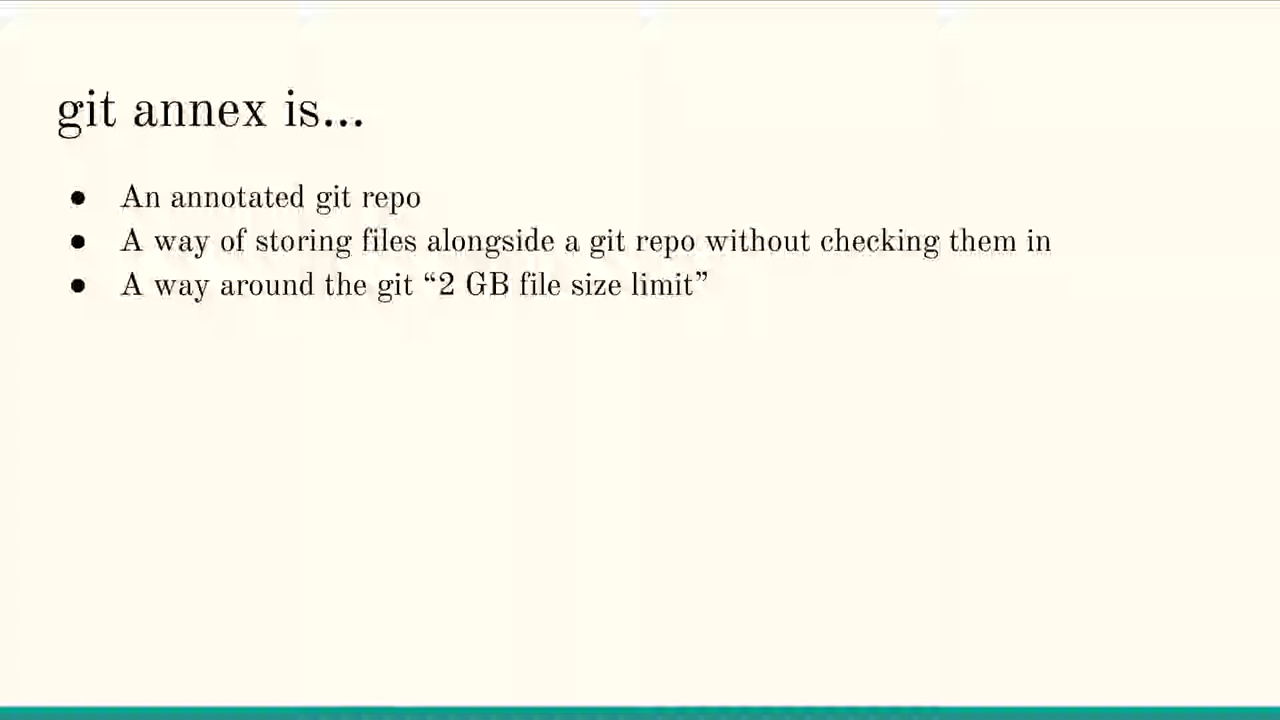 git annex is...
● An annotated git repo
● A way of storing files alongside a git repo without checking them in
● A way around the git “2 GB file size limit”